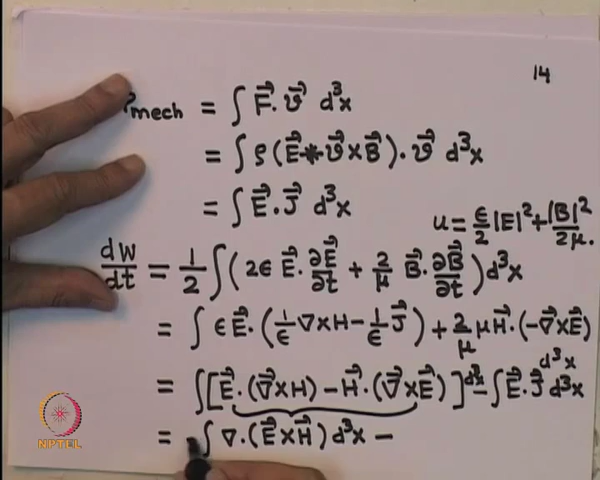 14
mech = ∫ F⃗ · v⃗ d³x
= ∫ ρ (E⃗ + v⃗ × B⃗) · v⃗ d³x
= ∫ E⃗ · J⃗ d³x
u = ε/2 |E|² + |B|²/2μ.
dW/dt = 1/2 ∫ (2ε E⃗ · ∂E⃗/∂t + 2/μ B⃗ · ∂B⃗/∂t) d³x
= ∫ ε E⃗ · (1/ε ∇×H − 1/ε J⃗) + 2/μ μH⃗ · (−∇⃗×E⃗) d³x
= ∫ [E⃗ · (∇⃗×H) − H⃗ · (∇⃗×E⃗)] d³x − ∫ E⃗ · J⃗ d³x
= ∫ ∇ · (E⃗×H⃗) d³x −
NPTEL